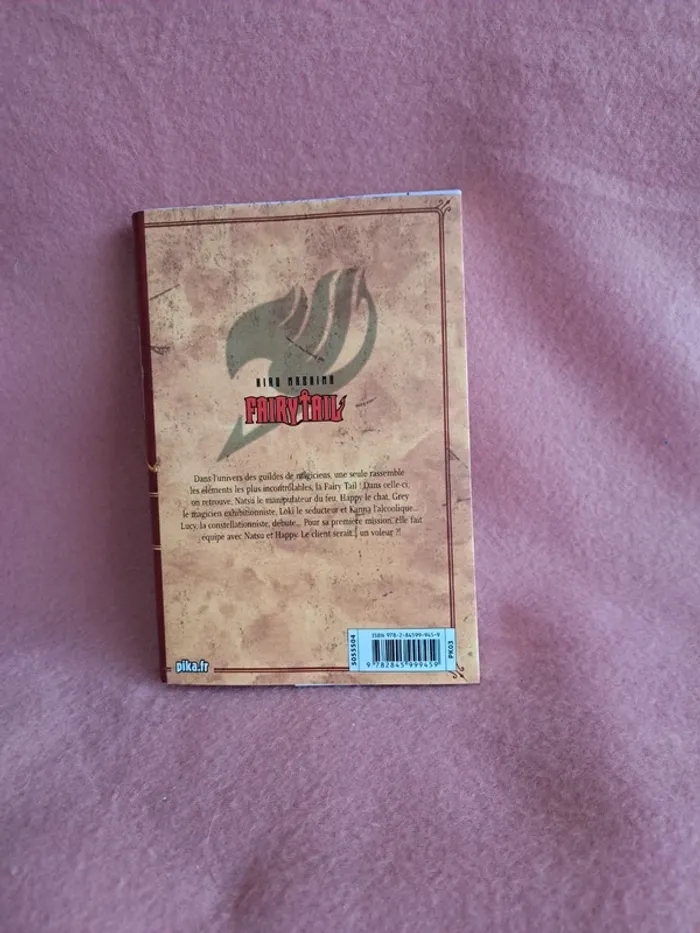 HIRO MASHIMA
FAIRY TAIL
Dans l'univers des guildes de magiciens, une seule rassemble
les éléments les plus incontrôlables, la Fairy Tail ! Dans celle-ci,
on retrouve, Natsu le manipulateur du feu, Happy le chat, Grey
le magicien exhibitionniste, Loki le séducteur et Kanna l'alcoolique...
Lucy, la constellationniste, débute... Pour sa première mission, elle fait
équipe avec Natsu et Happy. Le client serait... un voleur ?!
pika.fr
5055504
ISBN 978-2-84599-945-9
9 782845 999459
PK03